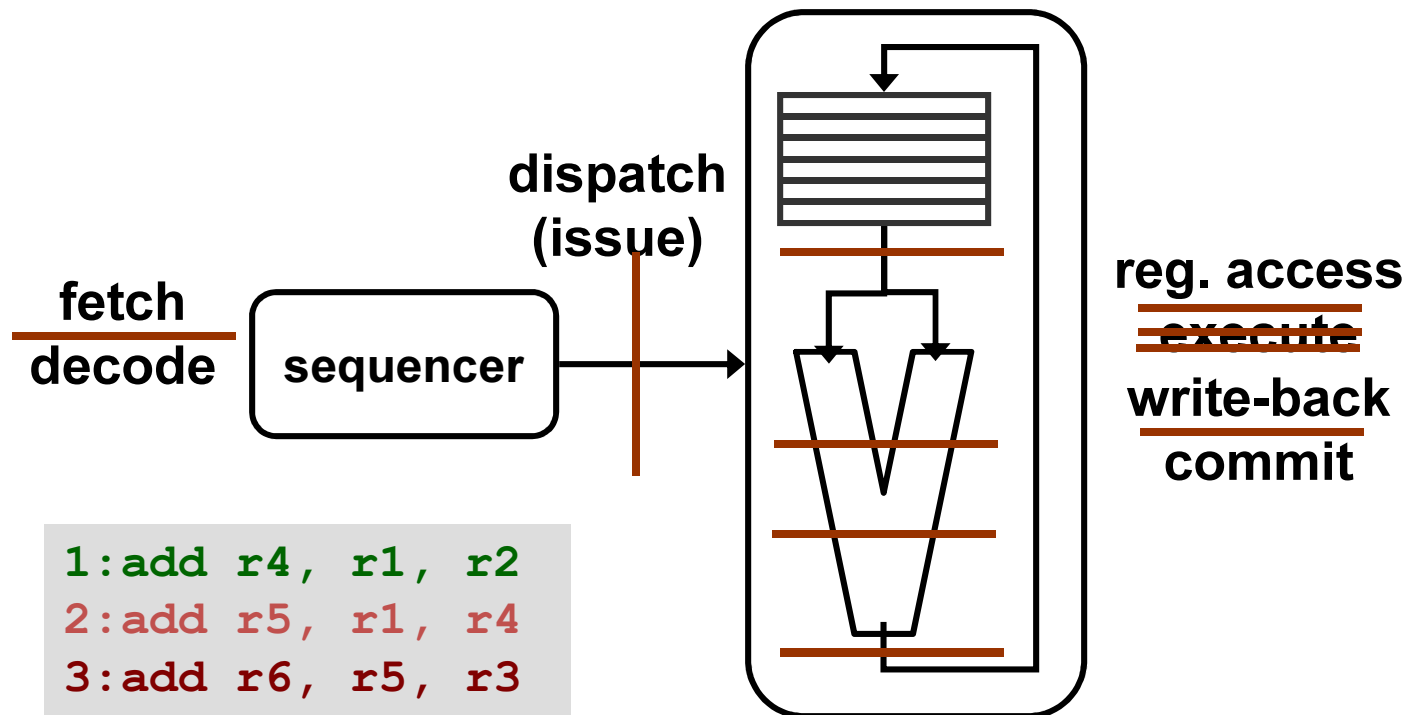 dispatch
(issue)
fetch
decode
sequencer
reg. access
execute
write-back
commit
1:add r4, r1, r2
2:add r5, r1, r4
3:add r6, r5, r3